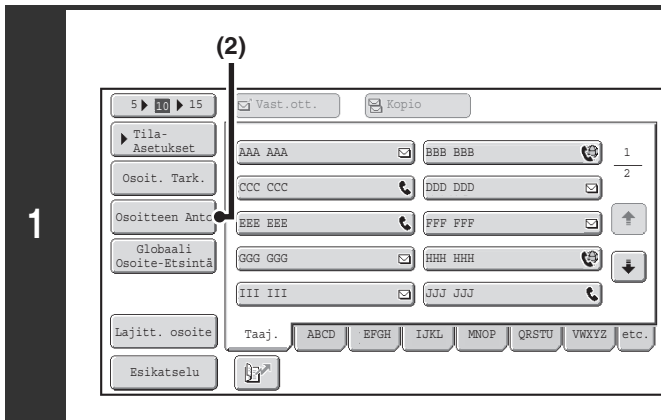 1
(2)
5 10 15
Vast.ott.
Kopio
Tila-
Asetukset
Osoit. Tark.
Osoitteen Anto
Globaali
Osoite-Etsintä
Lajitt. osoite
Esikatselu
AAA AAA
BBB BBB
CCC CCC
DDD DDD
EEE EEE
FFF FFF
GGG GGG
HHH HHH
III III
JJJ JJJ
1
2
Taaj. ABCD EFGH IJKL MNOP QRSTU VWXYZ etc.